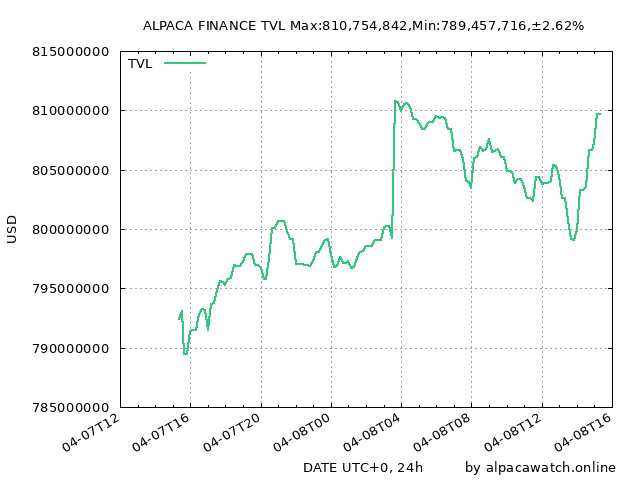 ALPACA FINANCE TVL Max:810,754,842,Min:789,457,716,±2.62%
TVL
815000000
810000000
805000000
800000000
795000000
790000000
785000000
USD
04-07T12
04-07T16
04-07T20
04-08T00
04-08T04
04-08T08
04-08T12
04-08T16
DATE UTC+0, 24h
by alpacawatch.online